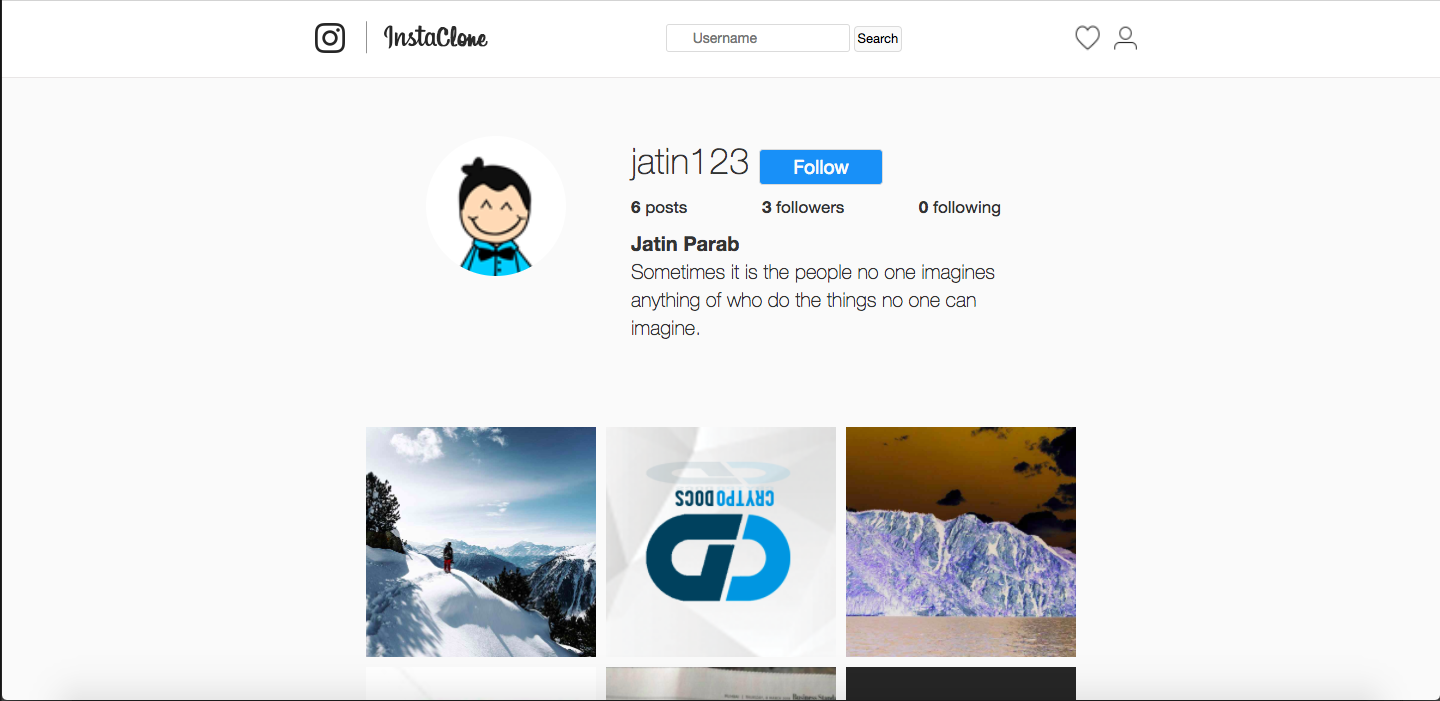 InstaClone
Username
Search
jatin123
Follow
6 posts
3 followers
0 following
Jatin Parab
Sometimes it is the people no one imagines
anything of who do the things no one can
imagine.
CRYTPO DOCS